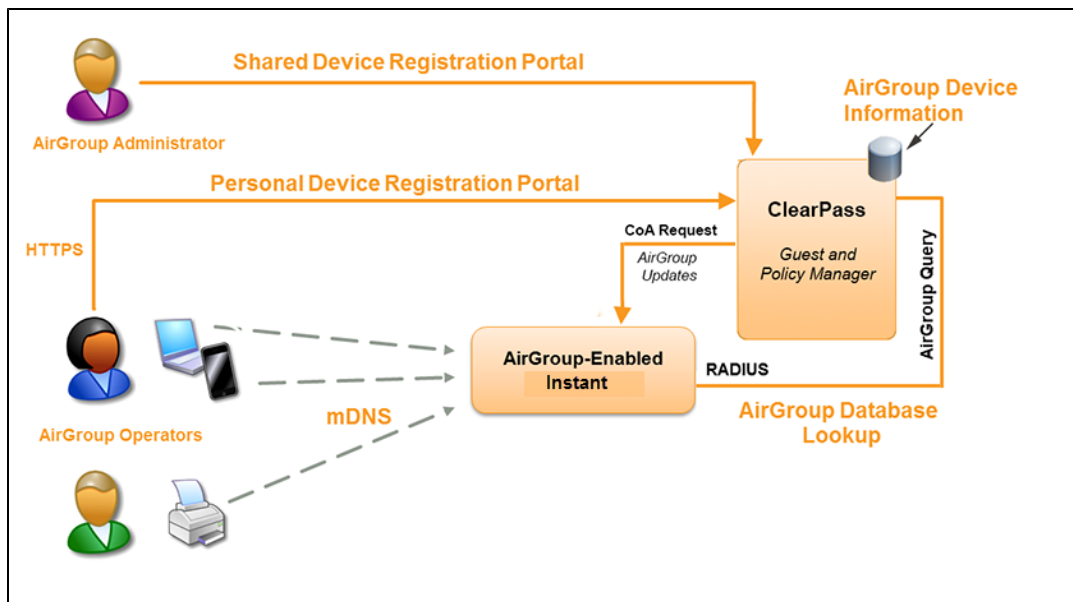 Shared Device Registration Portal
AirGroup Device
Information
AirGroup Administrator
Personal Device Registration Portal
ClearPass
Guest and
Policy Manager
CoA Request
AirGroup
Updates
HTTPS
AirGroup Query
AirGroup-Enabled
Instant
RADIUS
mDNS
AirGroup Database
Lookup
AirGroup Operators